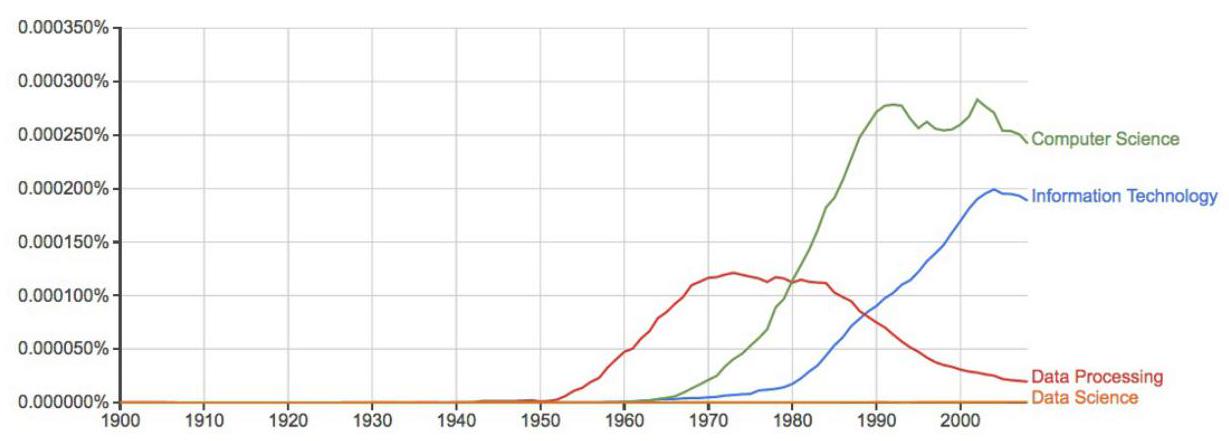 0.000350%
0.000300%
0.000250%
Computer Science
0.000200%
Information Technology
0.000150%
0.000100%
0.000050%
Data Processing
Data Science
0.000000%
1900 1910 1920 1930 1940 1950 1960 1970 1980 1990 2000